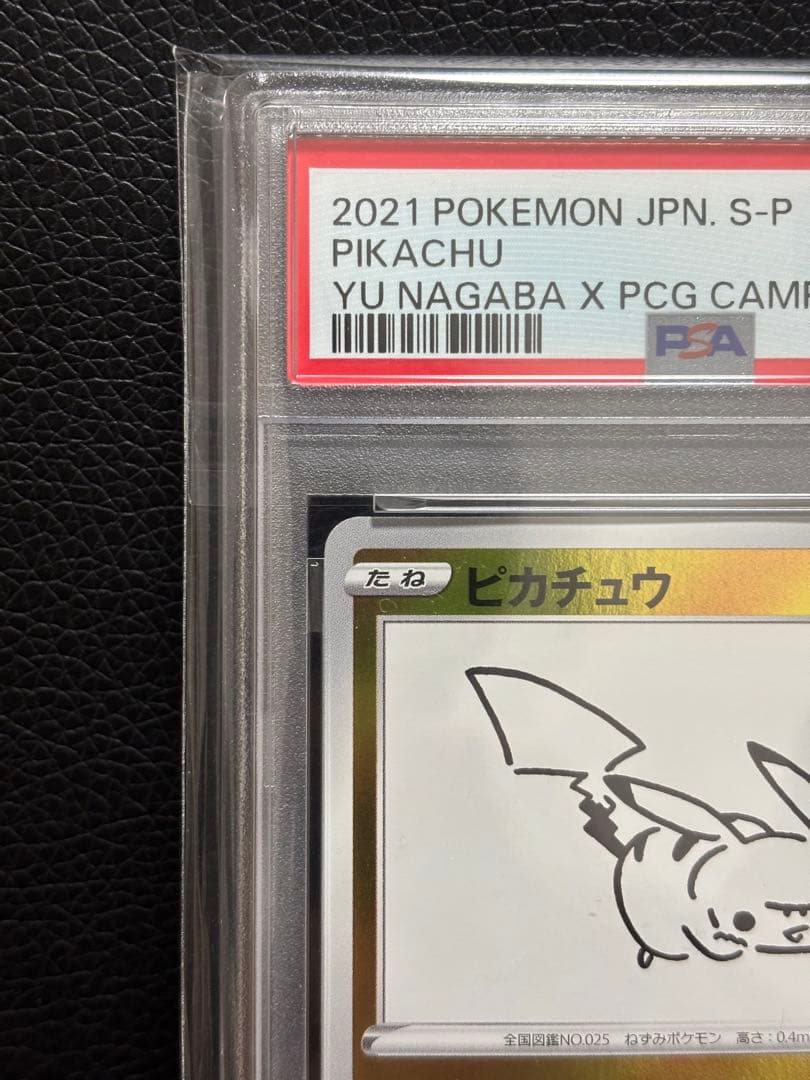 2021 POKEMON JPN. S-P
PIKACHU
YU NAGABA X PCG
PSA
たね ピカチュウ
全国図鑑NO.025 ねずみポケモン 高さ:0.4m